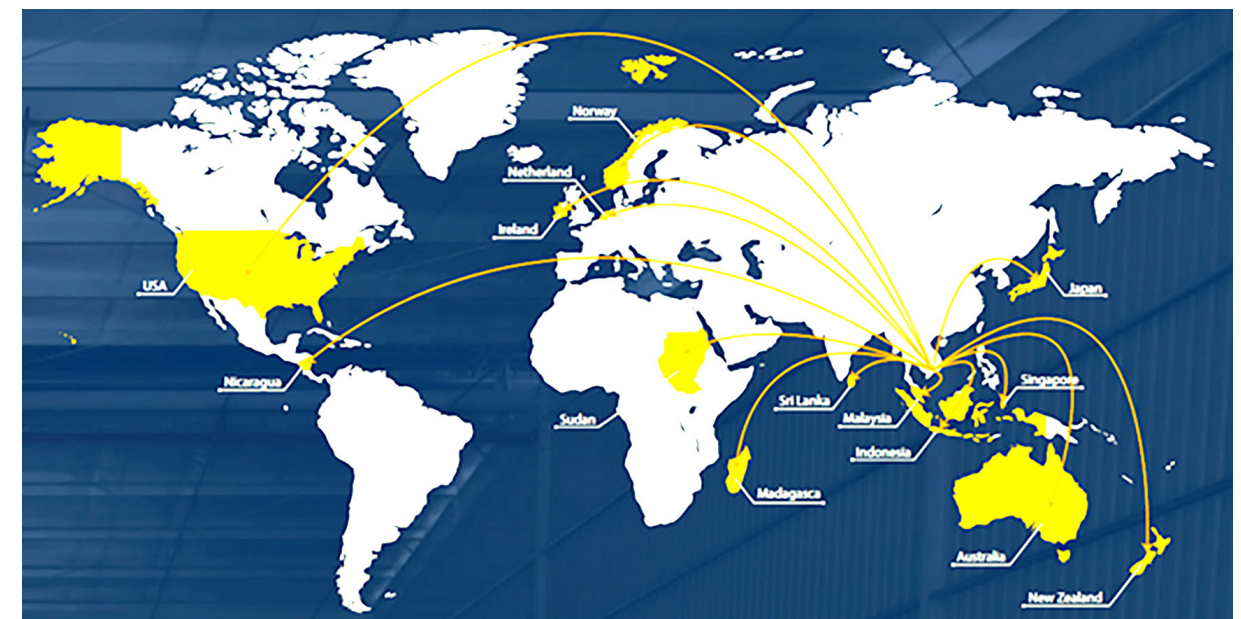 Norway
Netherland
Ireland
USA
Japan
Nicaragua
Singapore
Sri Lanka
Malaysia
Sudan
Indonesia
Madagasca
Australia
New Zealand